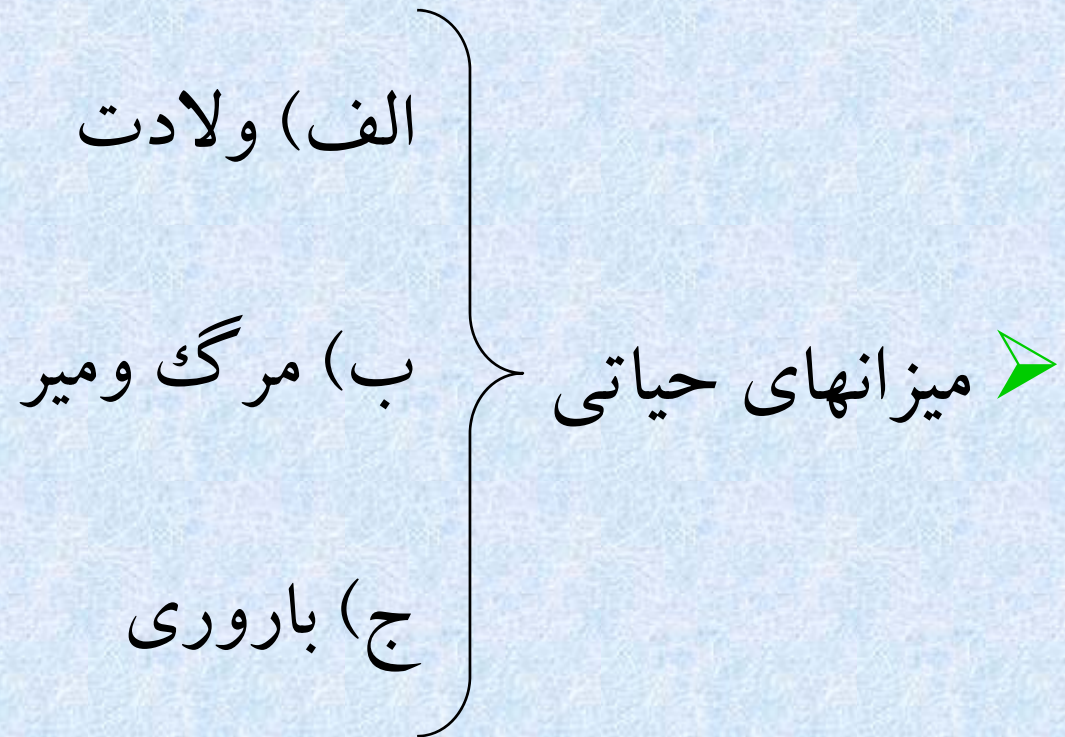 میزانهای حیاتی
الف) ولادت
ب) مرگ ومیر
ج) باروری